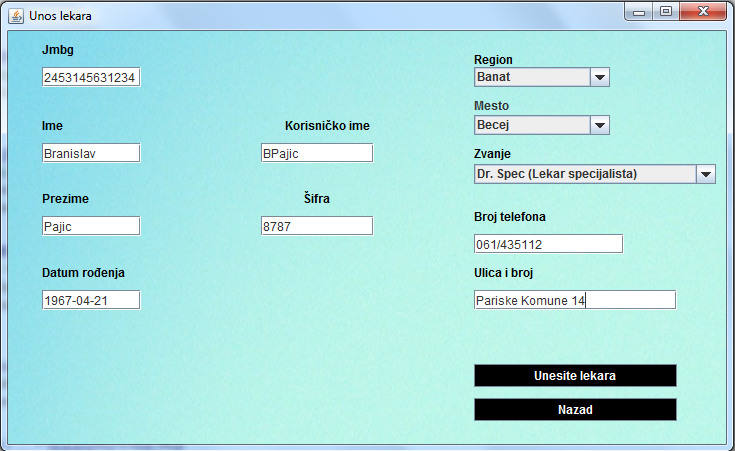 Unos lekara
Jmbg
2453145631234
Ime
Branislav
Prezime
Pajic
Datum rođenja
1967-04-21
Korisničko ime
BPajic
Šifra
8787
Region
Banat
Mesto
Becej
Zvanje
Dr. Spec (Lekar specijalista)
Broj telefona
061/435112
Ulica i broj
Pariske Komune 14
Unesite lekara
Nazad